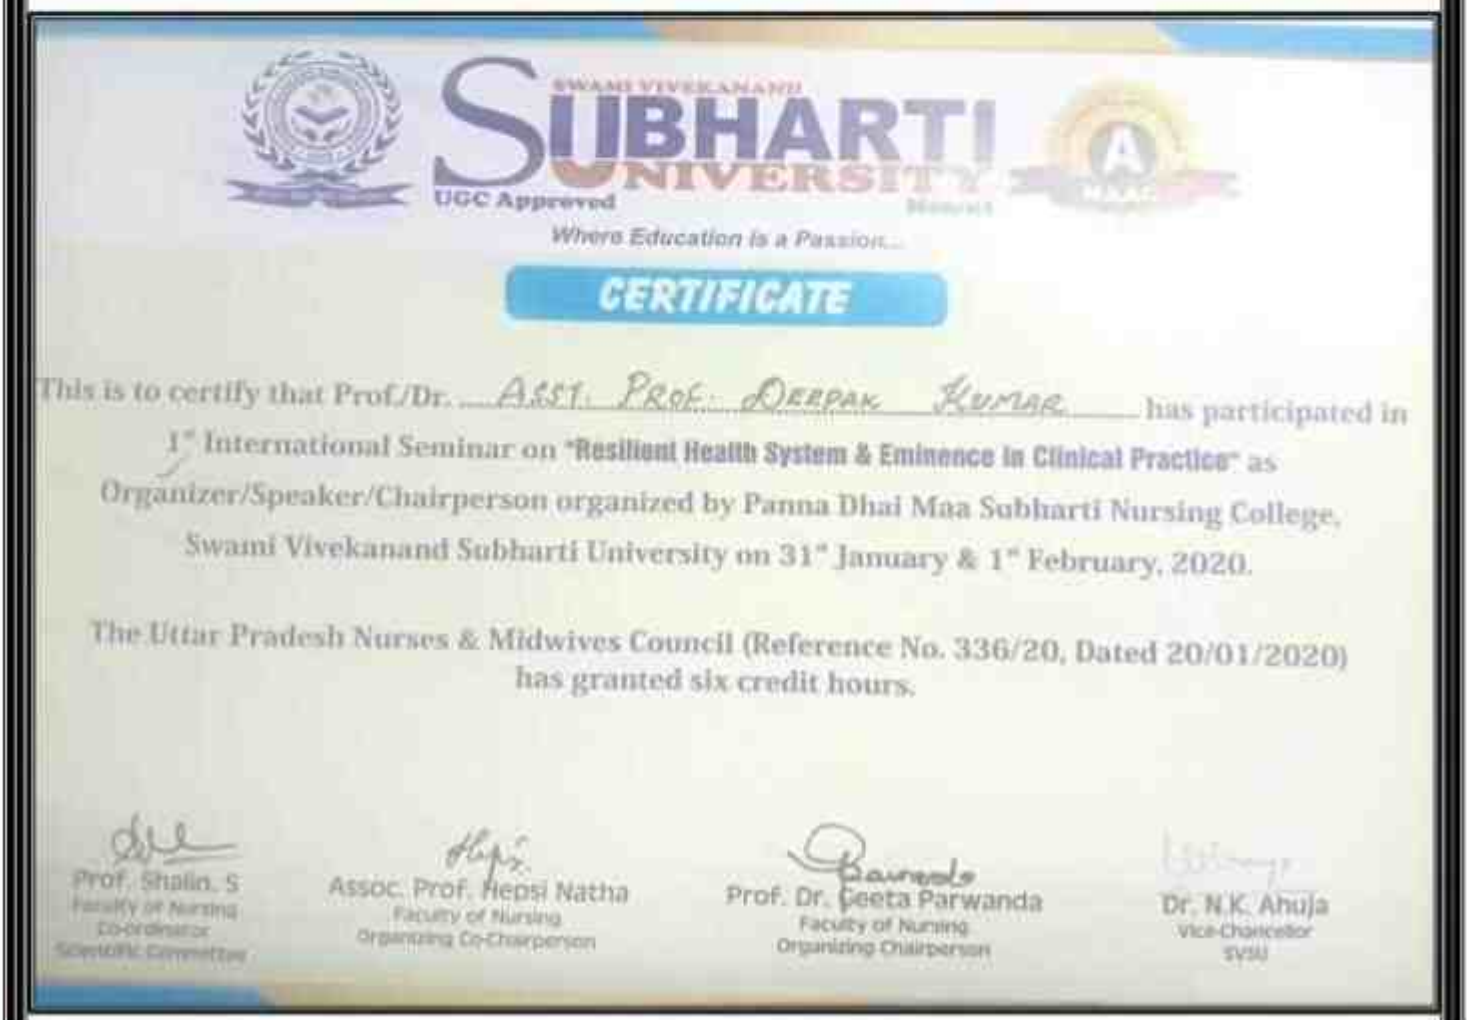 SWAMI VIVEKANAND
SUBHARTI
UNIVERSITY
UGC Approved
Meerut
Where Education is a Passion...
A
NAAC
CERTIFICATE
This is to certify that Prof./Dr. ASST. PROF. DEEPAK KUMAR has participated in
1st International Seminar on "Resilient Health System & Eminence in Clinical Practice" as
Organizer/Speaker/Chairperson organized by Panna Dhai Maa Subharti Nursing College,
Swami Vivekanand Subharti University on 31st January & 1st February, 2020.
The Uttar Pradesh Nurses & Midwives Council (Reference No. 336/20, Dated 20/01/2020)
has granted six credit hours.
Prof. Shalin. S
Faculty of Nursing
Co-ordinator
Scientific Committee
Assoc. Prof. Hepsi Natha
Faculty of Nursing
Organizing Co-Chairperson
Prof. Dr. Geeta Parwanda
Faculty of Nursing
Organizing Chairperson
Dr. N.K. Ahuja
Vice-Chancellor
SVSU